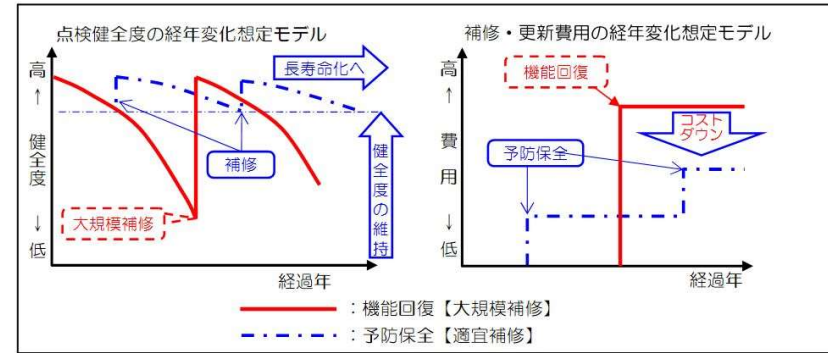 点検健全度の経年変化想定モデル
高
↑
健全度
↓
低
長寿命化へ
補修
大規模補修
健全度の維持
経過年
補修・更新費用の経年変化想定モデル
高
↑
費用
↓
低
機能回復
コスト
ダウン
予防保全
経過年
：機能回復【大規模補修】
：予防保全【適宜補修】